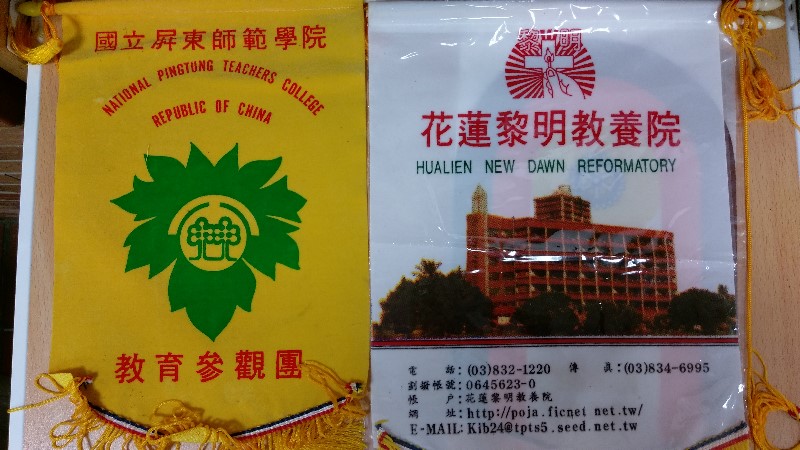 國立屏東師範學院
NATIONAL PINGTUNG TEACHERS COLLEGE
REPUBLIC OF CHINA
教育參觀團
黎明
花蓮黎明教養院
HUALIEN NEW DAWN REFORMATORY
電 話:(03)832-1220 傳 真:(03)834-6995
劃撥帳號:0645623-0
帳 戶:花蓮黎明教養院
網 址:http://poja.ficnet net.tw/
E-MAIL:Kib24@tpts5.seed.net.tw